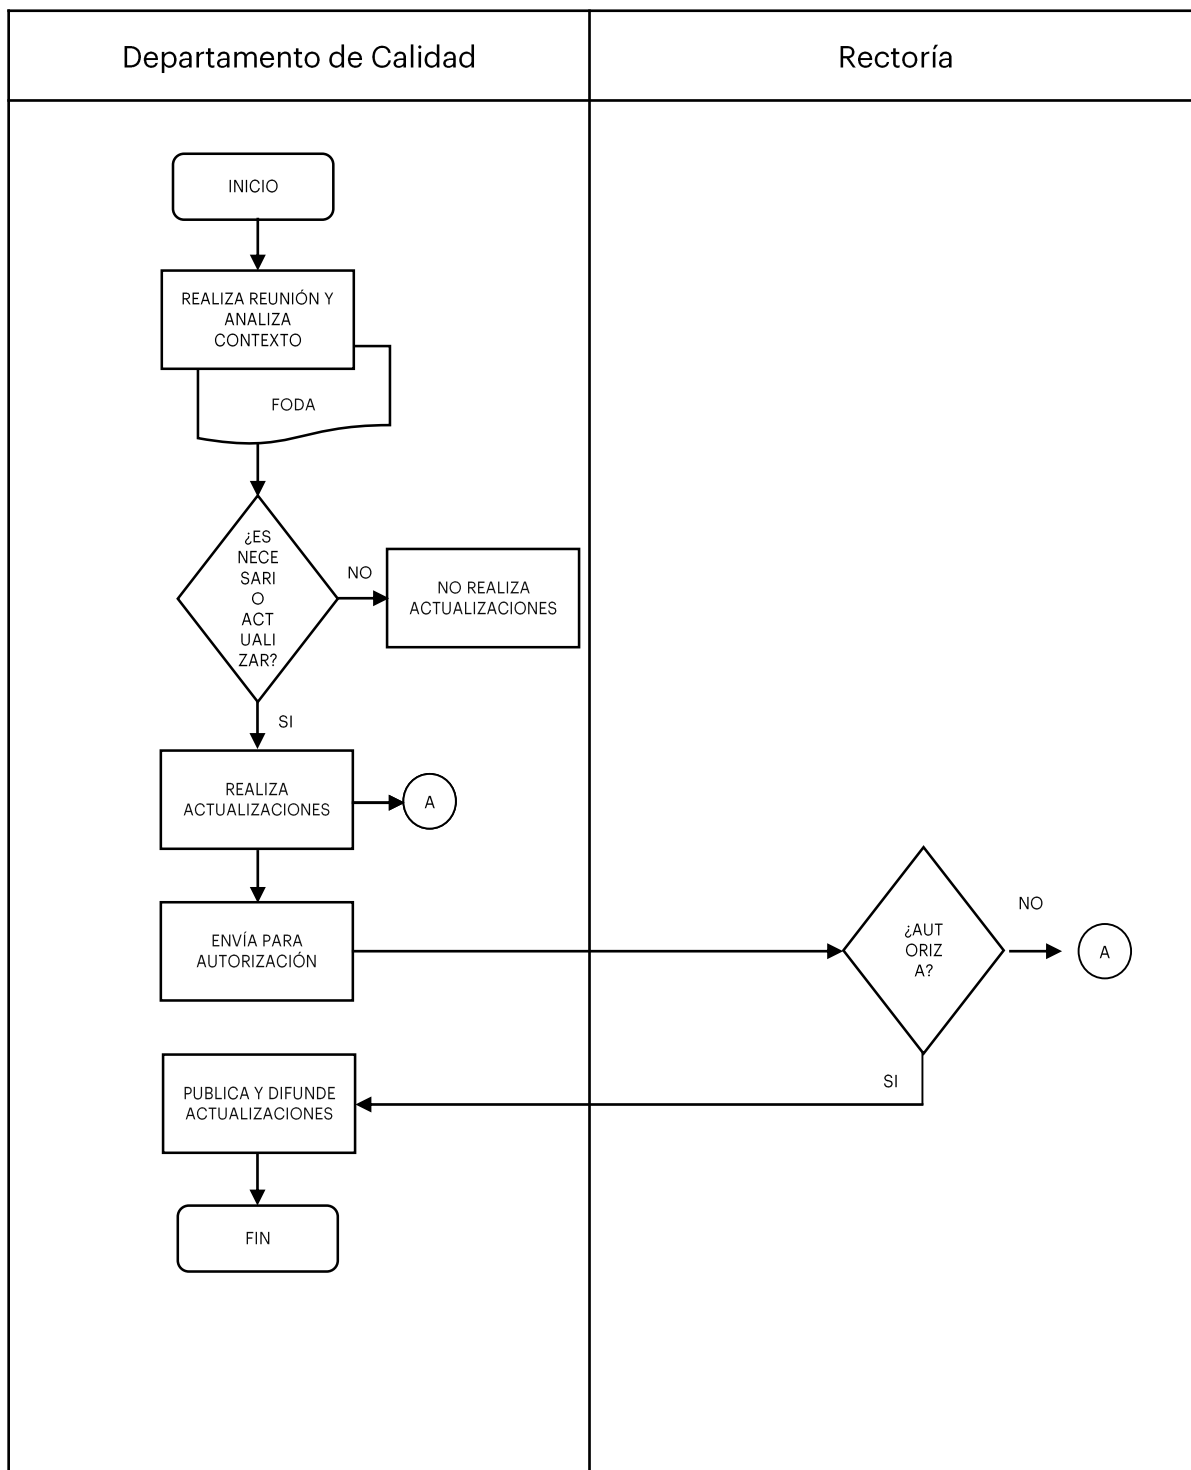 Departamento de Calidad
Rectoría
INICIO
REALIZA REUNIÓN Y
ANALIZA
CONTEXTO
FODA
¿ES
NECE
SARI
O
ACT
UALI
ZAR?
NO
NO REALIZA
ACTUALIZACIONES
SI
REALIZA
ACTUALIZACIONES
A
ENVÍA PARA
AUTORIZACIÓN
¿AUT
ORIZ
A?
NO
A
SI
PUBLICA Y DIFUNDE
ACTUALIZACIONES
FIN